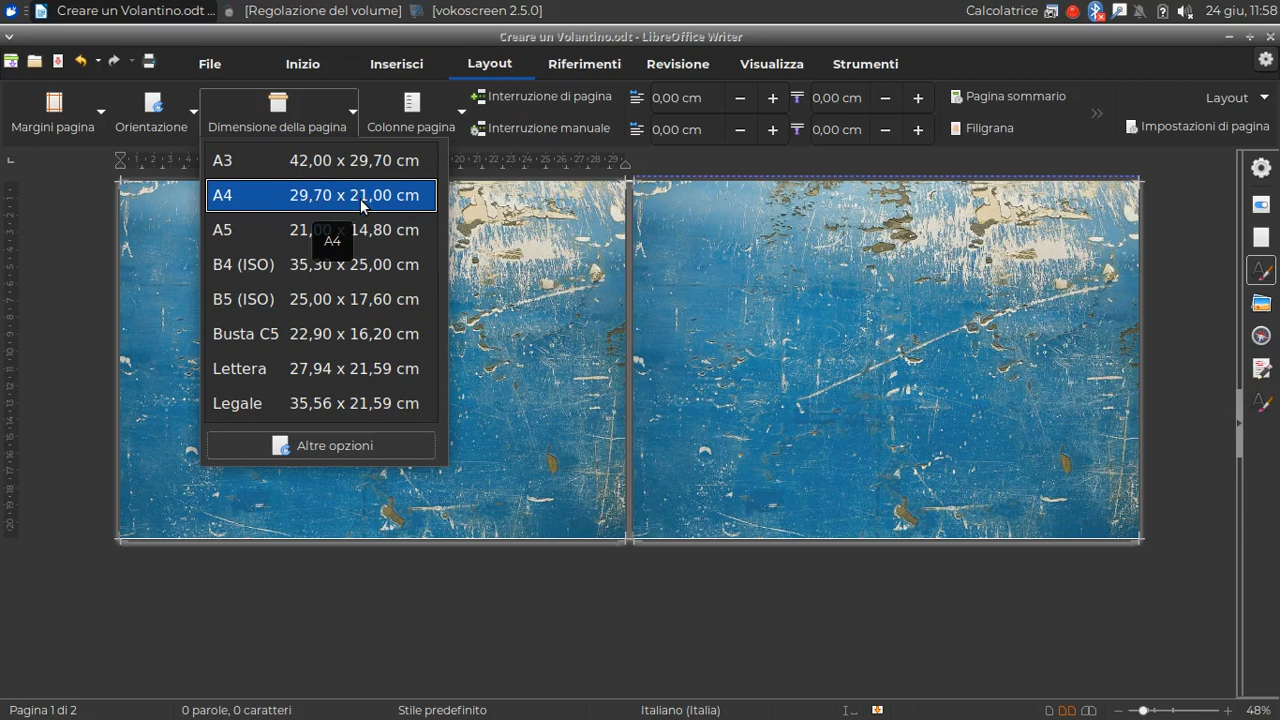 Creare un Volantino.odt ... [Regolazione del volume] [vokoscreen 2.5.0] Calcolatrice 24 giu, 11:58
Creare un Volantino.odt - LibreOffice Writer
File Inizio Inserisci Layout Riferimenti Revisione Visualizza Strumenti
Interruzione di pagina 0,00 cm 0,00 cm Pagina sommario Layout
Margini pagina Orientazione Dimensione della pagina Colonne pagina Interruzione manuale 0,00 cm 0,00 cm Filigrana Impostazioni di pagina
A3 42,00 x 29,70 cm
A4 29,70 x 21,00 cm
A5 21,00 x 14,80 cm
A4
B4 (ISO) 35,30 x 25,00 cm
B5 (ISO) 25,00 x 17,60 cm
Busta C5 22,90 x 16,20 cm
Lettera 27,94 x 21,59 cm
Legale 35,56 x 21,59 cm
Altre opzioni
Pagina 1 di 2 0 parole, 0 caratteri Stile predefinito Italiano (Italia) 48%